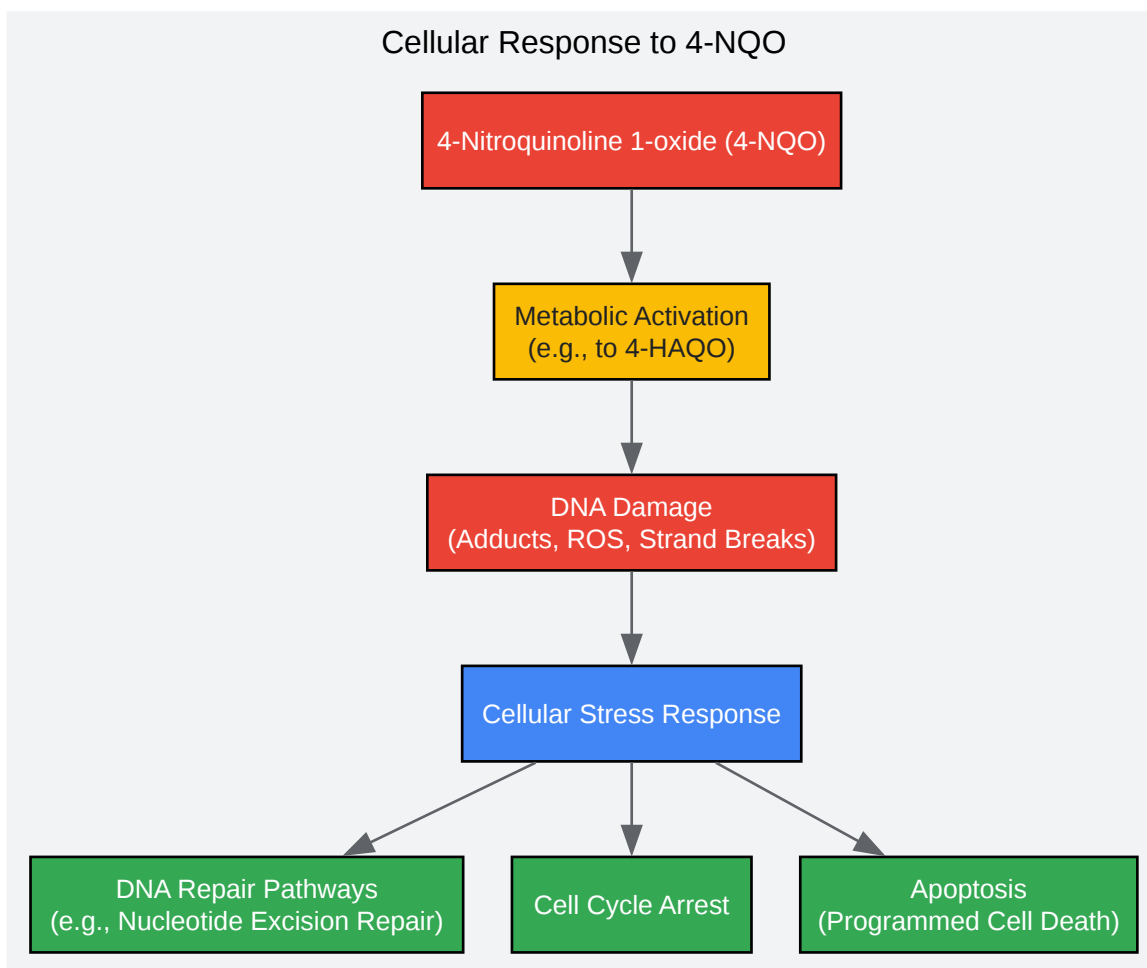 Cellular Response to 4-NQO
4-Nitroquinoline 1-oxide (4-NQO)
Metabolic Activation
(e.g., to 4-HAQO)
DNA Damage
(Adducts, ROS, Strand Breaks)
Cellular Stress Response
DNA Repair Pathways
(e.g., Nucleotide Excision Repair)
Cell Cycle Arrest
Apoptosis
(Programmed Cell Death)